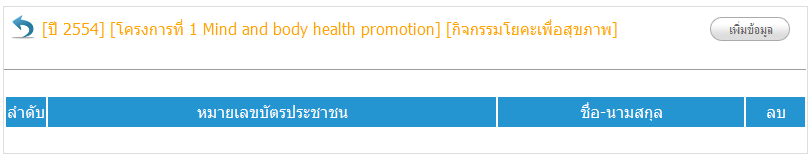 [ปี 2554] [โครงการที่ 1 Mind and body health promotion] [กิจกรรมโยคะเพื่อสุขภาพ] เพิ่มข้อมูล
ลำดับ หมายเลขบัตรประชาชน ชื่อ-นามสกุล ลบ